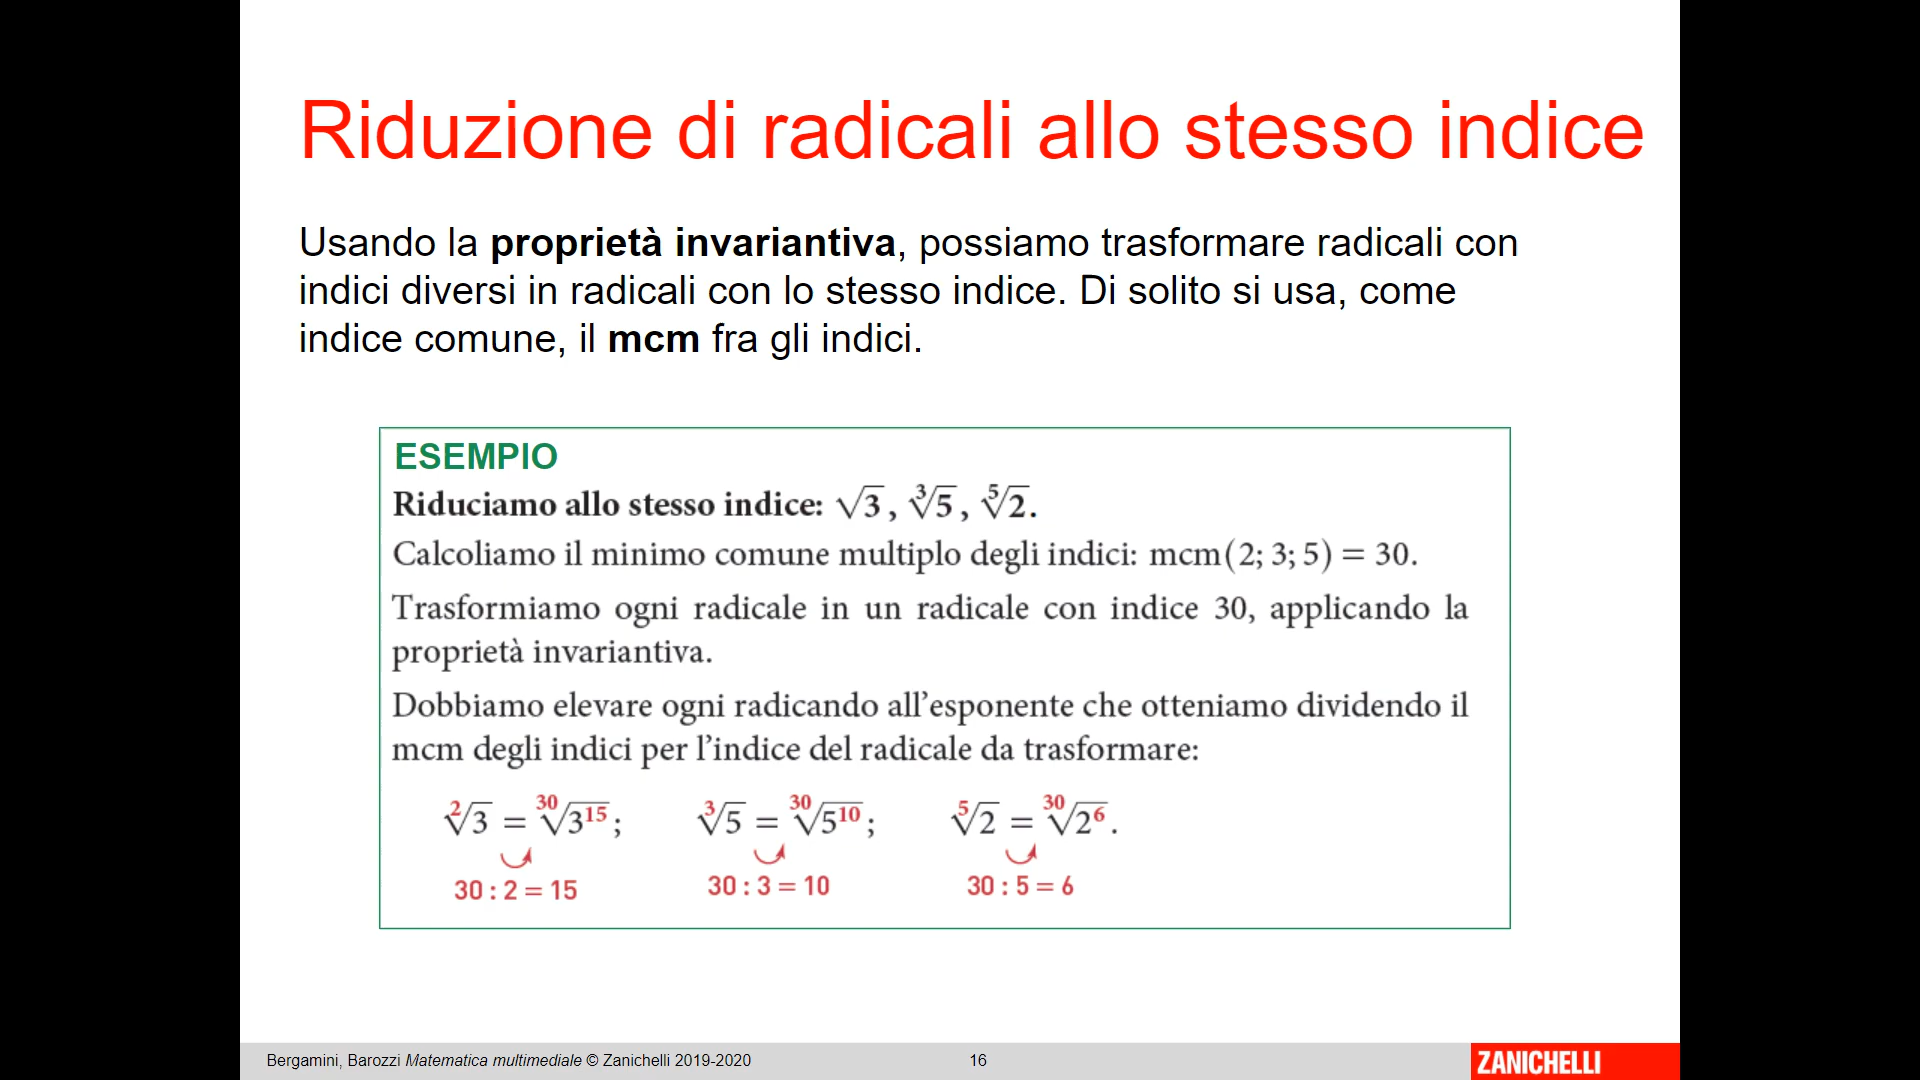 Riduzione di radicali allo stesso indice
Usando la proprietà invariantiva, possiamo trasformare radicali con
indici diversi in radicali con lo stesso indice. Di solito si usa, come
indice comune, il mcm fra gli indici.
ESEMPIO
Riduciamo allo stesso indice: √3, ∛5, ⁵√2.
Calcoliamo il minimo comune multiplo degli indici: mcm(2; 3; 5) = 30.
Trasformiamo ogni radicale in un radicale con indice 30, applicando la
proprietà invariantiva.
Dobbiamo elevare ogni radicando all’esponente che otteniamo dividendo il
mcm degli indici per l’indice del radicale da trasformare:
²√3 = ³⁰√3¹⁵; ³√5 = ³⁰√5¹⁰; ⁵√2 = ³⁰√2⁶.
30 : 2 = 15 30 : 3 = 10 30 : 5 = 6
Bergamini, Barozzi Matematica multimediale © Zanichelli 2019-2020 16 ZANICHELLI